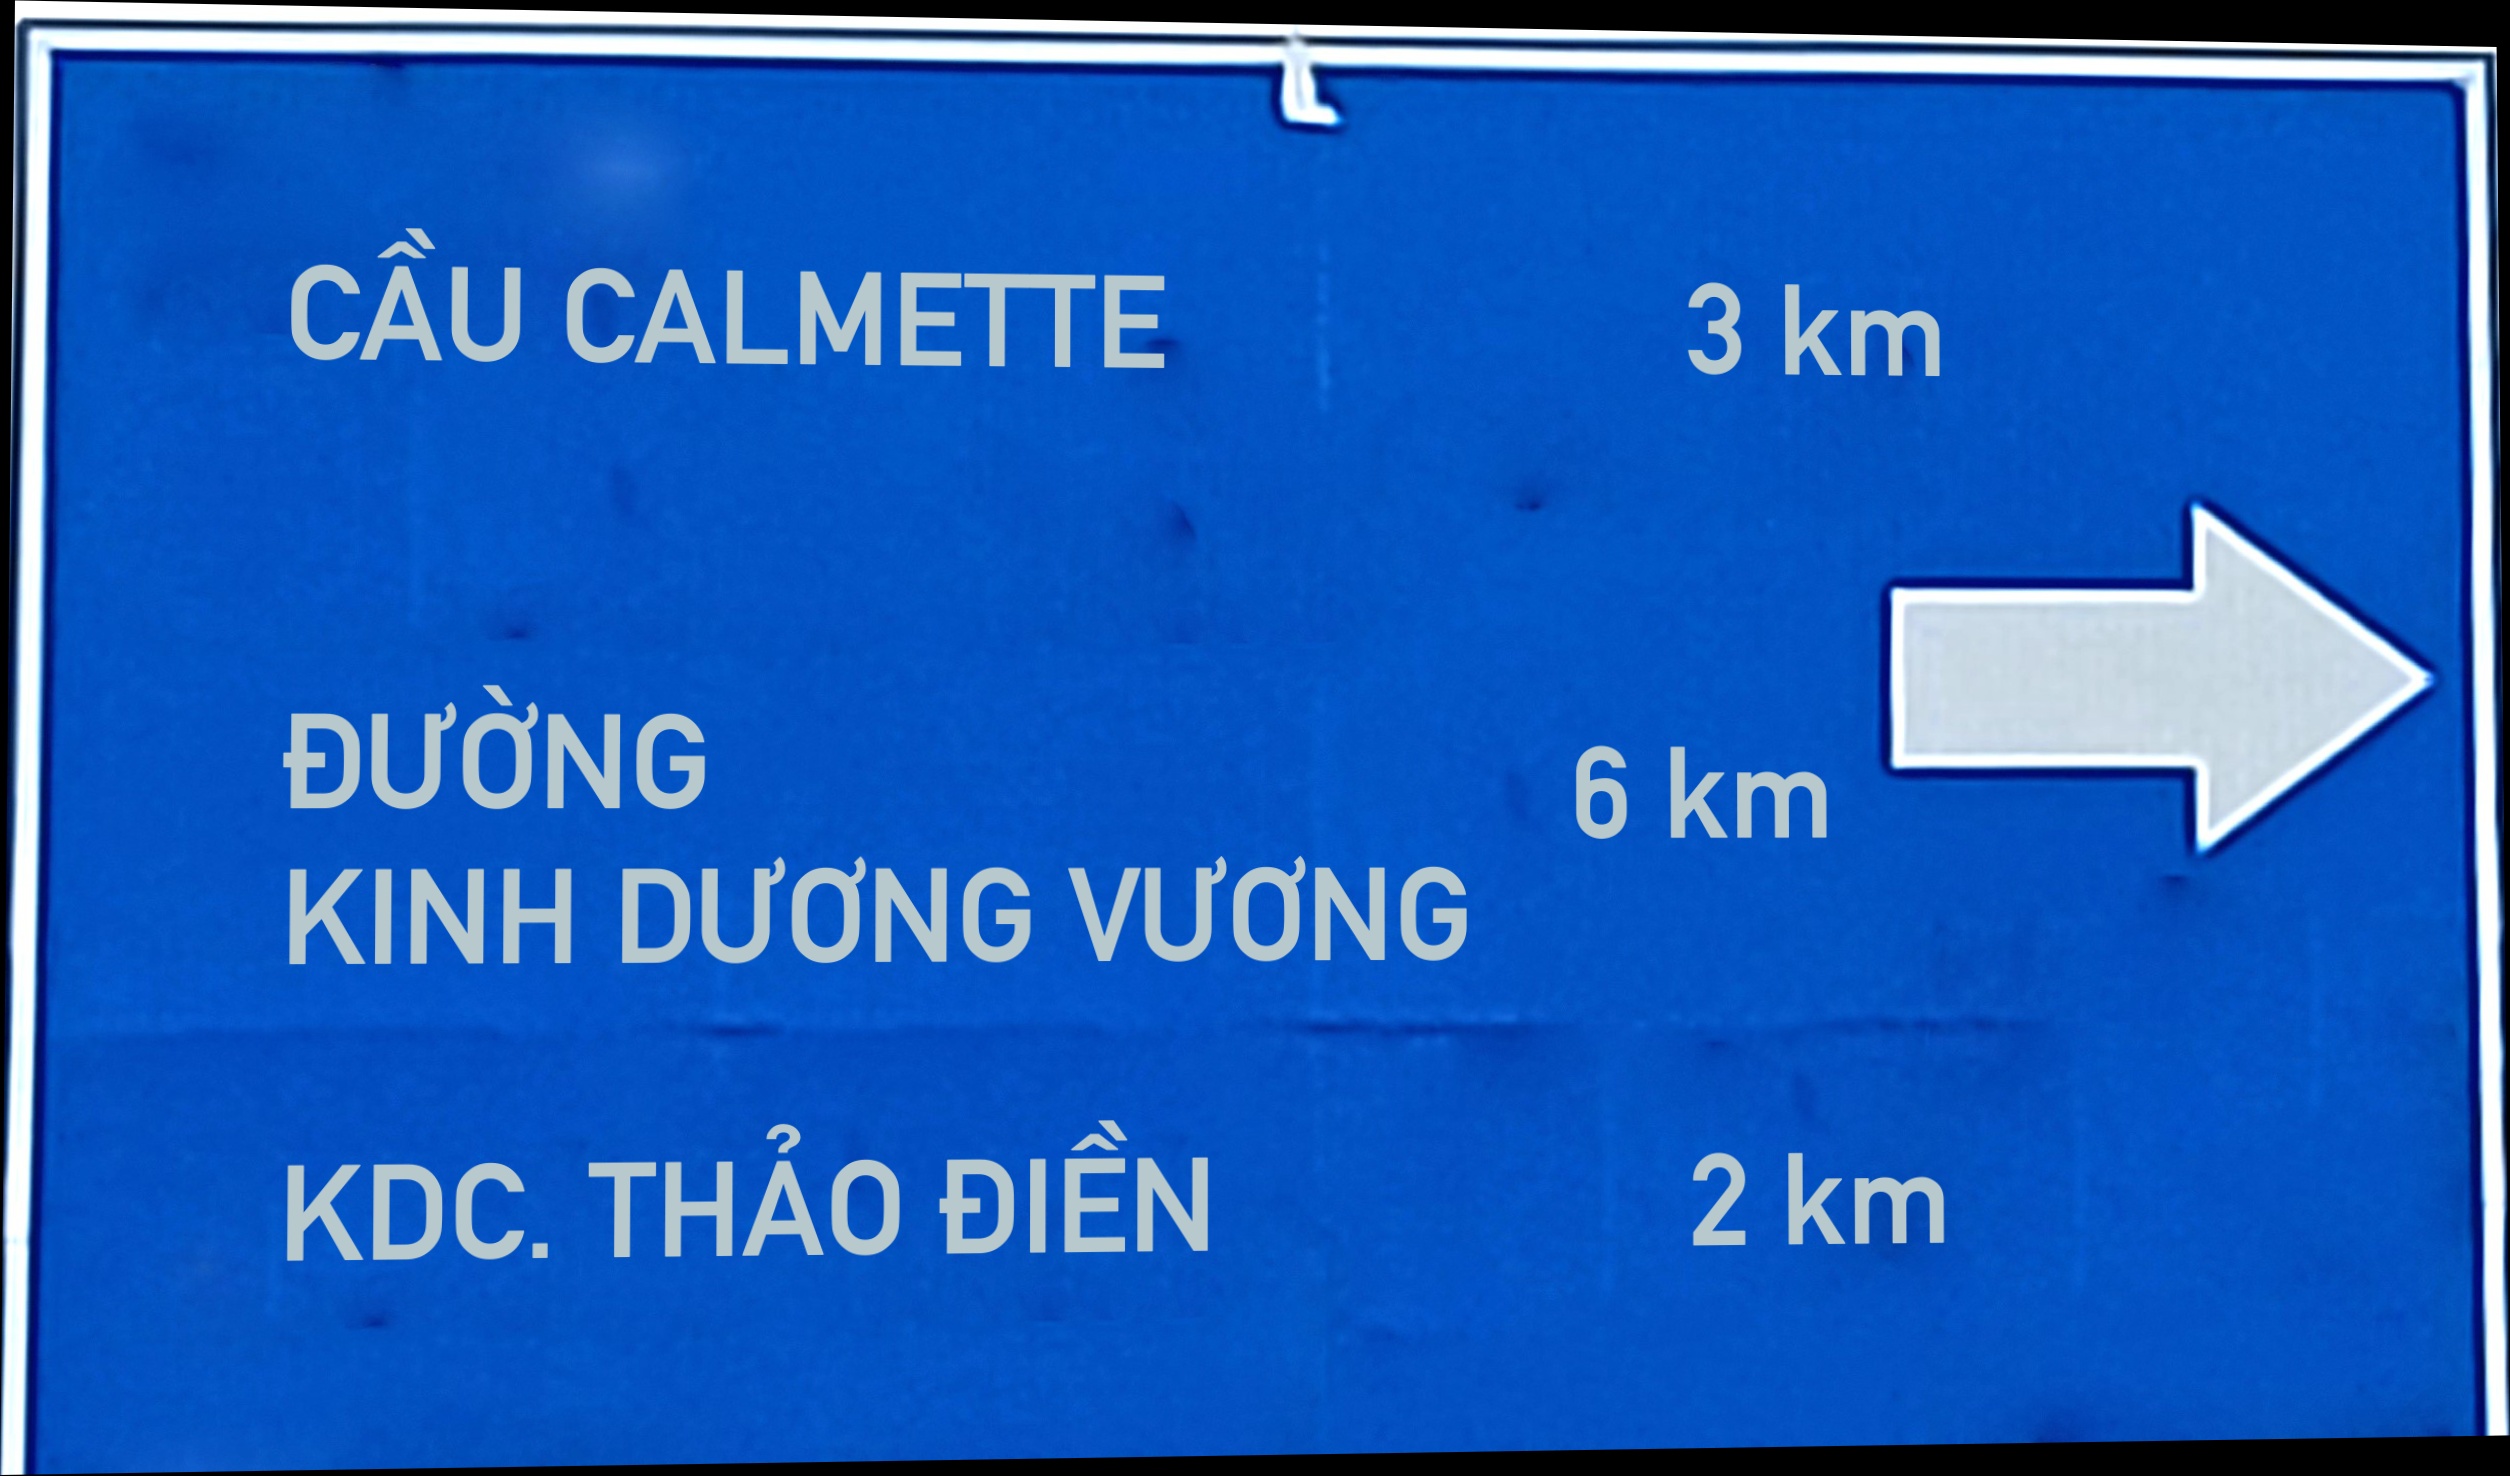 CẦU CALMETTE 3 km
ĐƯỜNG 6 km
KINH DƯƠNG VƯƠNG
KDC. THẢO ĐIỀN 2 km